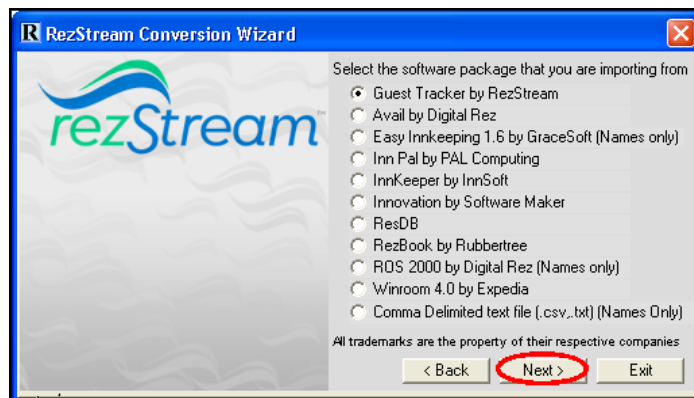 R RezStream Conversion Wizard
rezStream™
Select the software package that you are importing from
Guest Tracker by RezStream
Avail by Digital Rez
Easy Innkeeping 1.6 by GraceSoft (Names only)
Inn Pal by PAL Computing
InnKeeper by InnSoft
Innovation by Software Maker
ResDB
RezBook by Rubbertree
ROS 2000 by Digital Rez (Names only)
Winroom 4.0 by Expedia
Comma Delimited text file (.csv,.txt) (Names Only)
All trademarks are the property of their respective companies
< Back Next > Exit